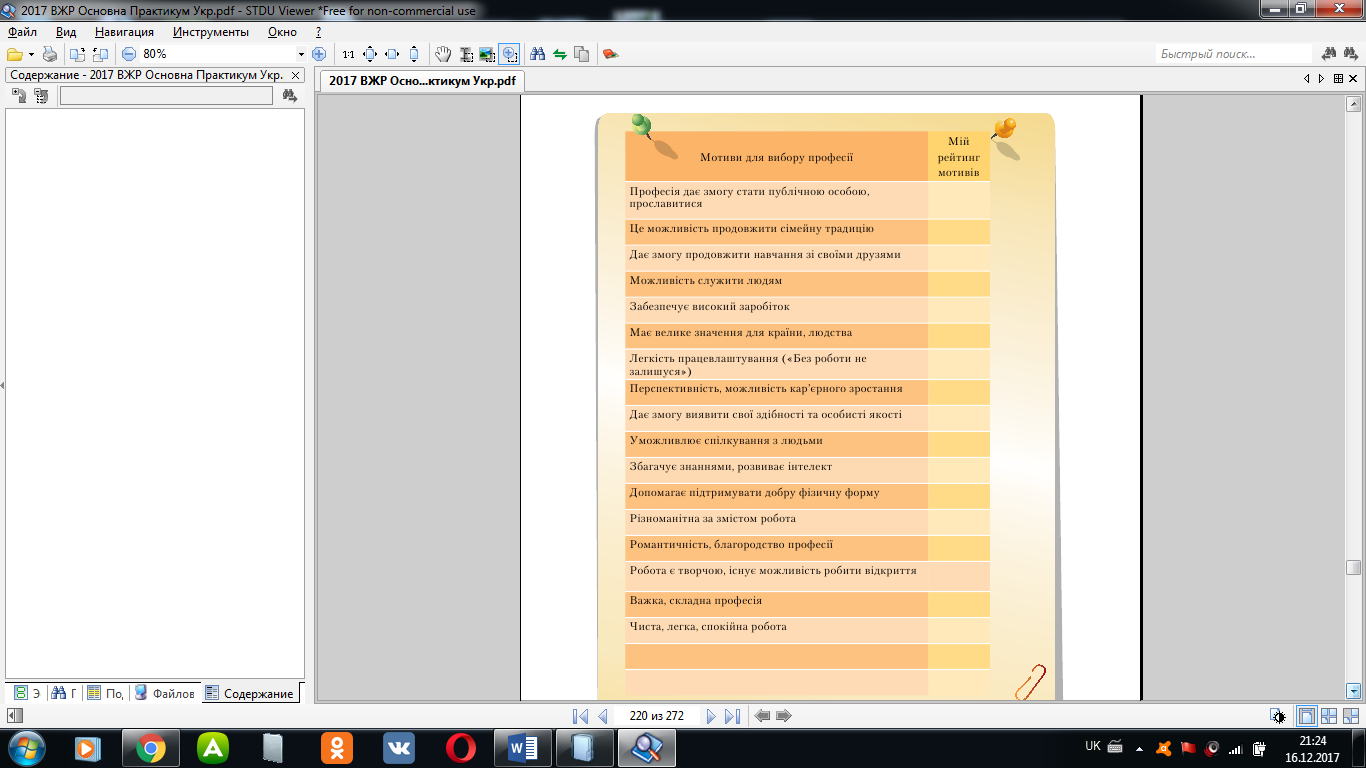 2017 ВЖР Основна Практикум Укр.pdf - STDU Viewer *Free for non-commercial use
Файл Вид Навигация Инструменты Окно ?
80%
1:1
Быстрый поиск...
Содержание - 2017 ВЖР Основна Практикум Укр.
2017 ВЖР Осно...ктикум Укр.pdf
Мотиви для вибору професії
Мій
рейтинг
мотивів
Професія дає змогу стати публічною особою,
прославитися
Це можливість продовжити сімейну традицію
Дає змогу продовжити навчання зі своїми друзями
Можливість служити людям
Забезпечує високий заробіток
Має велике значення для країни, людства
Легкість працевлаштування («Без роботи не
залишуся»)
Перспективність, можливість кар’єрного зростання
Дає змогу виявити свої здібності та особисті якості
Уможливлює спілкування з людьми
Збагачує знаннями, розвиває інтелект
Допомагає підтримувати добру фізичну форму
Різноманітна за змістом робота
Романтичність, благородство професії
Робота є творчою, існує можливість робити відкриття
Важка, складна професія
Чиста, легка, спокійна робота
Э Г По, Файлов Содержание
220 из 272
UK
21:24
16.12.2017